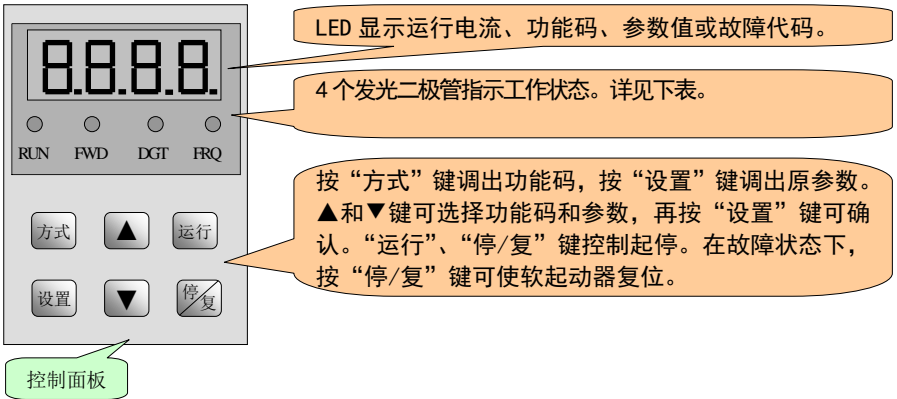 LED 显示运行电流、功能码、参数值或故障代码。
8.8.8.8.
4 个发光二极管指示工作状态。详见下表。
RUN FWD DGT FRQ
按“方式”键调出功能码，按“设置”键调出原参数。
▲和▼键可选择功能码和参数，再按“设置”键可确
认。“运行”、“停/复”键控制起停。在故障状态下，
按“停/复”键可使软起动器复位。
方式 ▲ 运行
设置 ▼ 停/复
控制面板